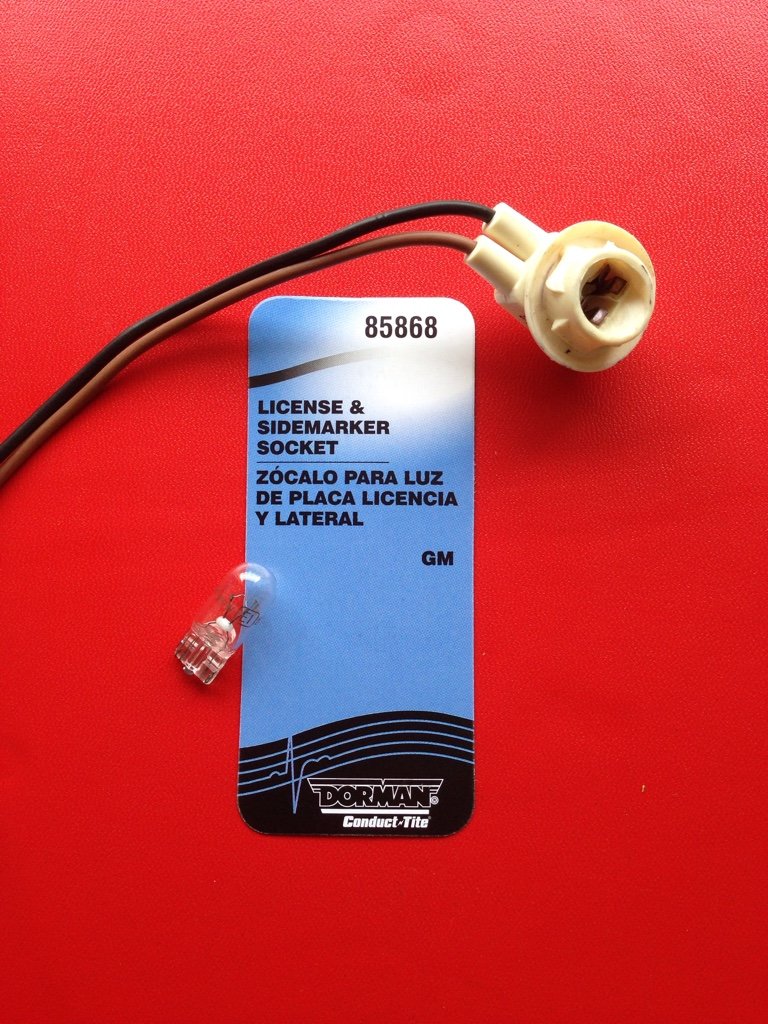 85868
LICENSE &
SIDEMARKER
SOCKET
ZÓCALO PARA LUZ
DE PLACA LICENCIA
Y LATERAL
GM
DORMAN®
Conduct-Tite®